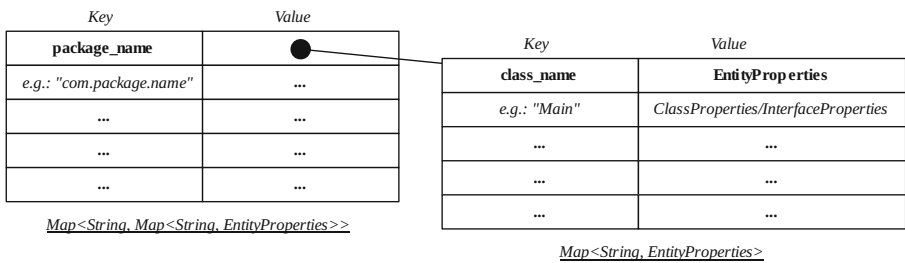 Key Value
package_name
e.g.: "com.package.name" ...
... ...
... ...
... ...
Map<String, Map<String, EntityProperties>>
Key Value
class_name EntityProperties
e.g.: "Main" ClassProperties/InterfaceProperties
... ...
... ...
... ...
Map<String, EntityProperties>